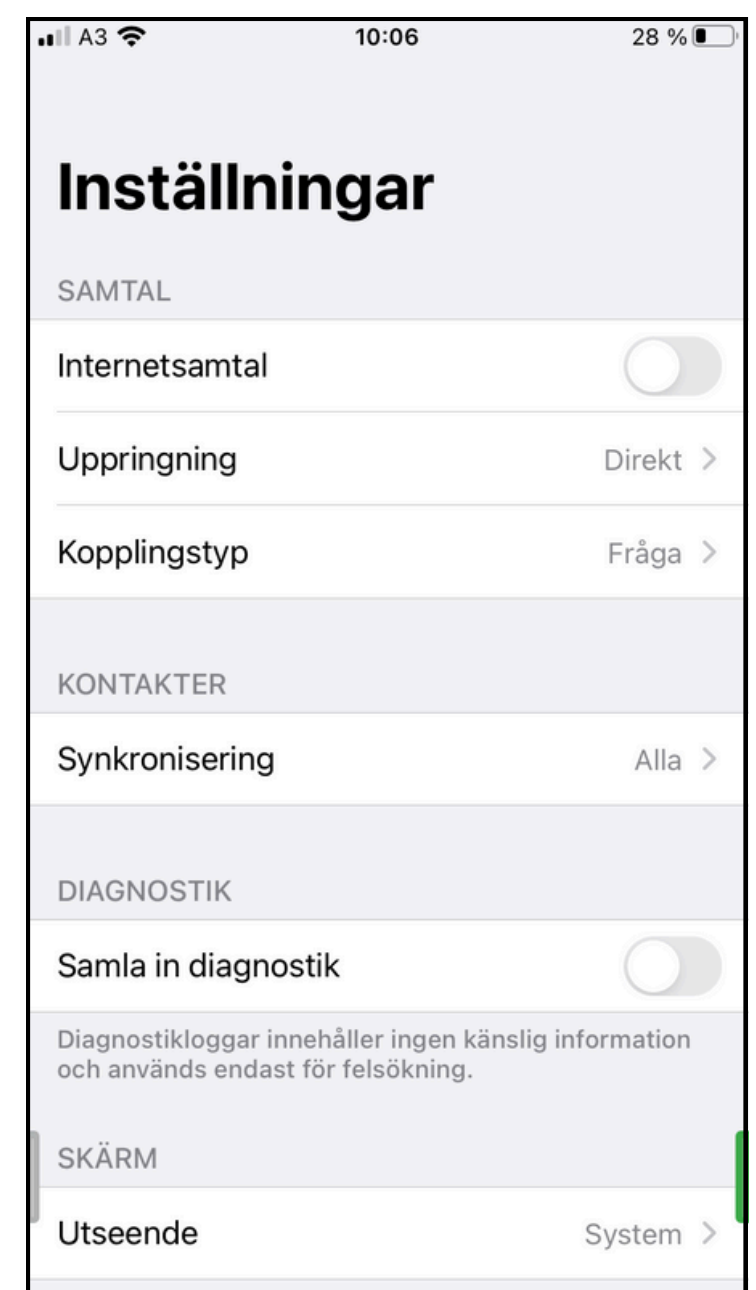 A3 10:06 28 %
Inställningar
SAMTAL
Internetsamtal
Uppringning Direkt
Kopplingstyp Fråga
KONTAKTER
Synkronisering Alla
DIAGNOSTIK
Samla in diagnostik
Diagnostikloggar innehåller ingen känslig information
och används endast för felsökning.
SKÄRM
Utseende System